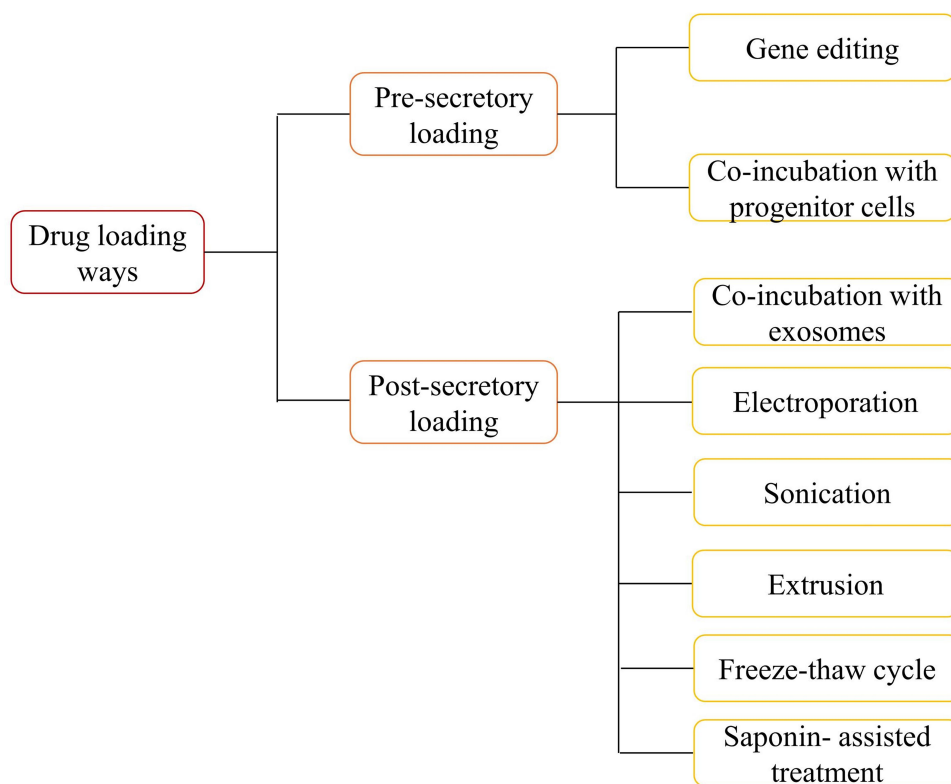 Drug loading
ways
Pre-secretory
loading
Gene editing
Co-incubation with
progenitor cells
Post-secretory
loading
Co-incubation with
exosomes
Electroporation
Sonication
Extrusion
Freeze-thaw cycle
Saponin- assisted
treatment